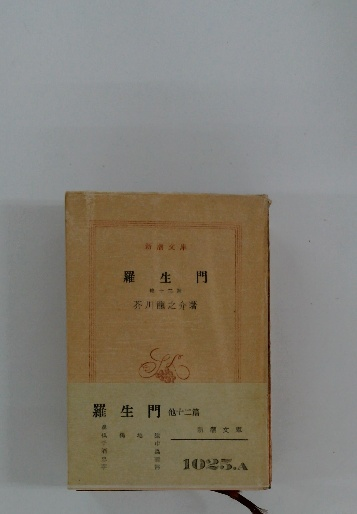 新潮文庫
羅生門
他十二篇
芥川龍之介著
羅生門 他十二篇
新潮文庫
1025.A